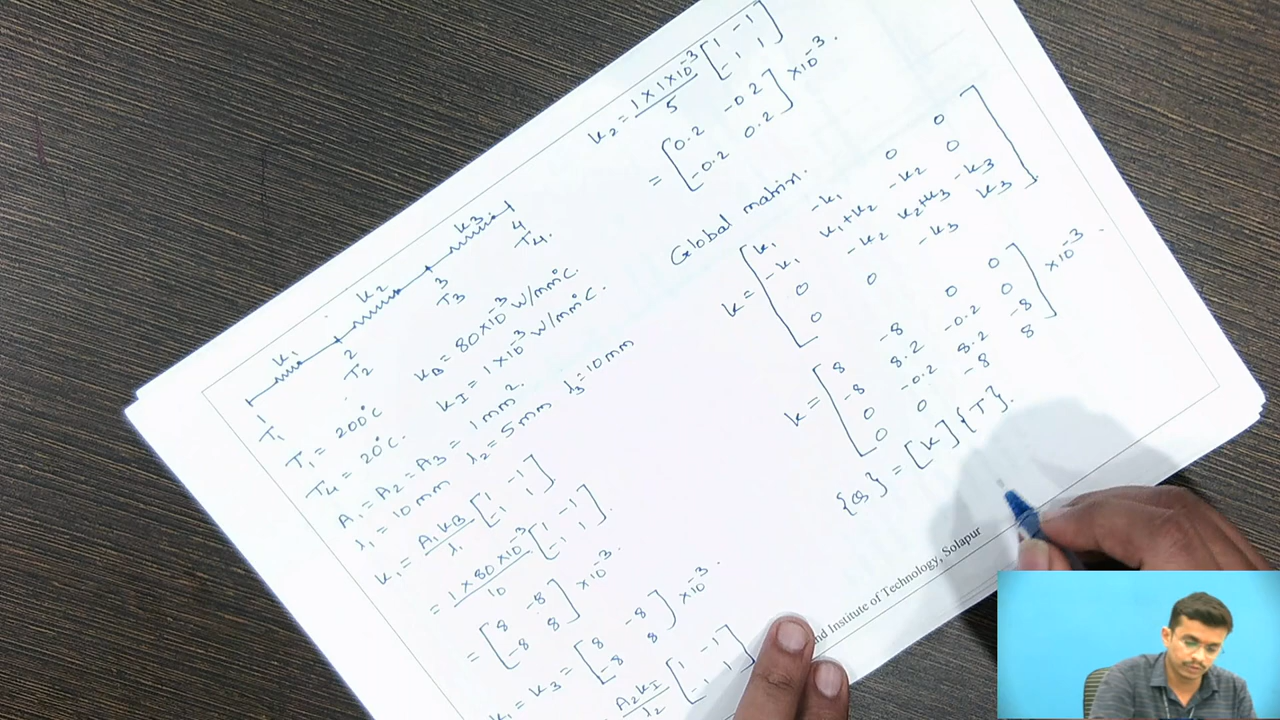 k₁ k₂ k₃
1 2 3 4
T₁ T₂ T₃ T₄.
T₁ = 200°C k_B = 80×10⁻³ W/mm°C.
T₄ = 20°C. k_I = 1×10⁻³ W/mm°C.
A₁ = A₂ = A₃ = 1 mm².
l₁ = 10mm l₂ = 5mm l₃ = 10mm
k₁ = A₁k_B/l₁ [1 -1; -1 1]
= 1×80×10⁻³/10 [1 -1; -1 1].
= [8 -8; -8 8] ×10⁻³.
k₁ = k₃ = [8 -8; -8 8] ×10⁻³.
= A₂k_I/l₂ [1 -1; -1 1]
k₂ = 1×1×10⁻³/5 [1 -1; -1 1]
= [0.2 -0.2; -0.2 0.2] ×10⁻³.
Global matrix.
k = [k₁ -k₁ 0 0
-k₁ k₁+k₂ -k₂ 0
0 -k₂ k₂+k₃ -k₃
0 0 -k₃ k₃]
k = [8 -8 0 0
-8 8.2 -0.2 0
0 -0.2 8.2 -8
0 0 -8 8] ×10⁻³.
{Q} = [k]{T}.
Institute of Technology, Solapur